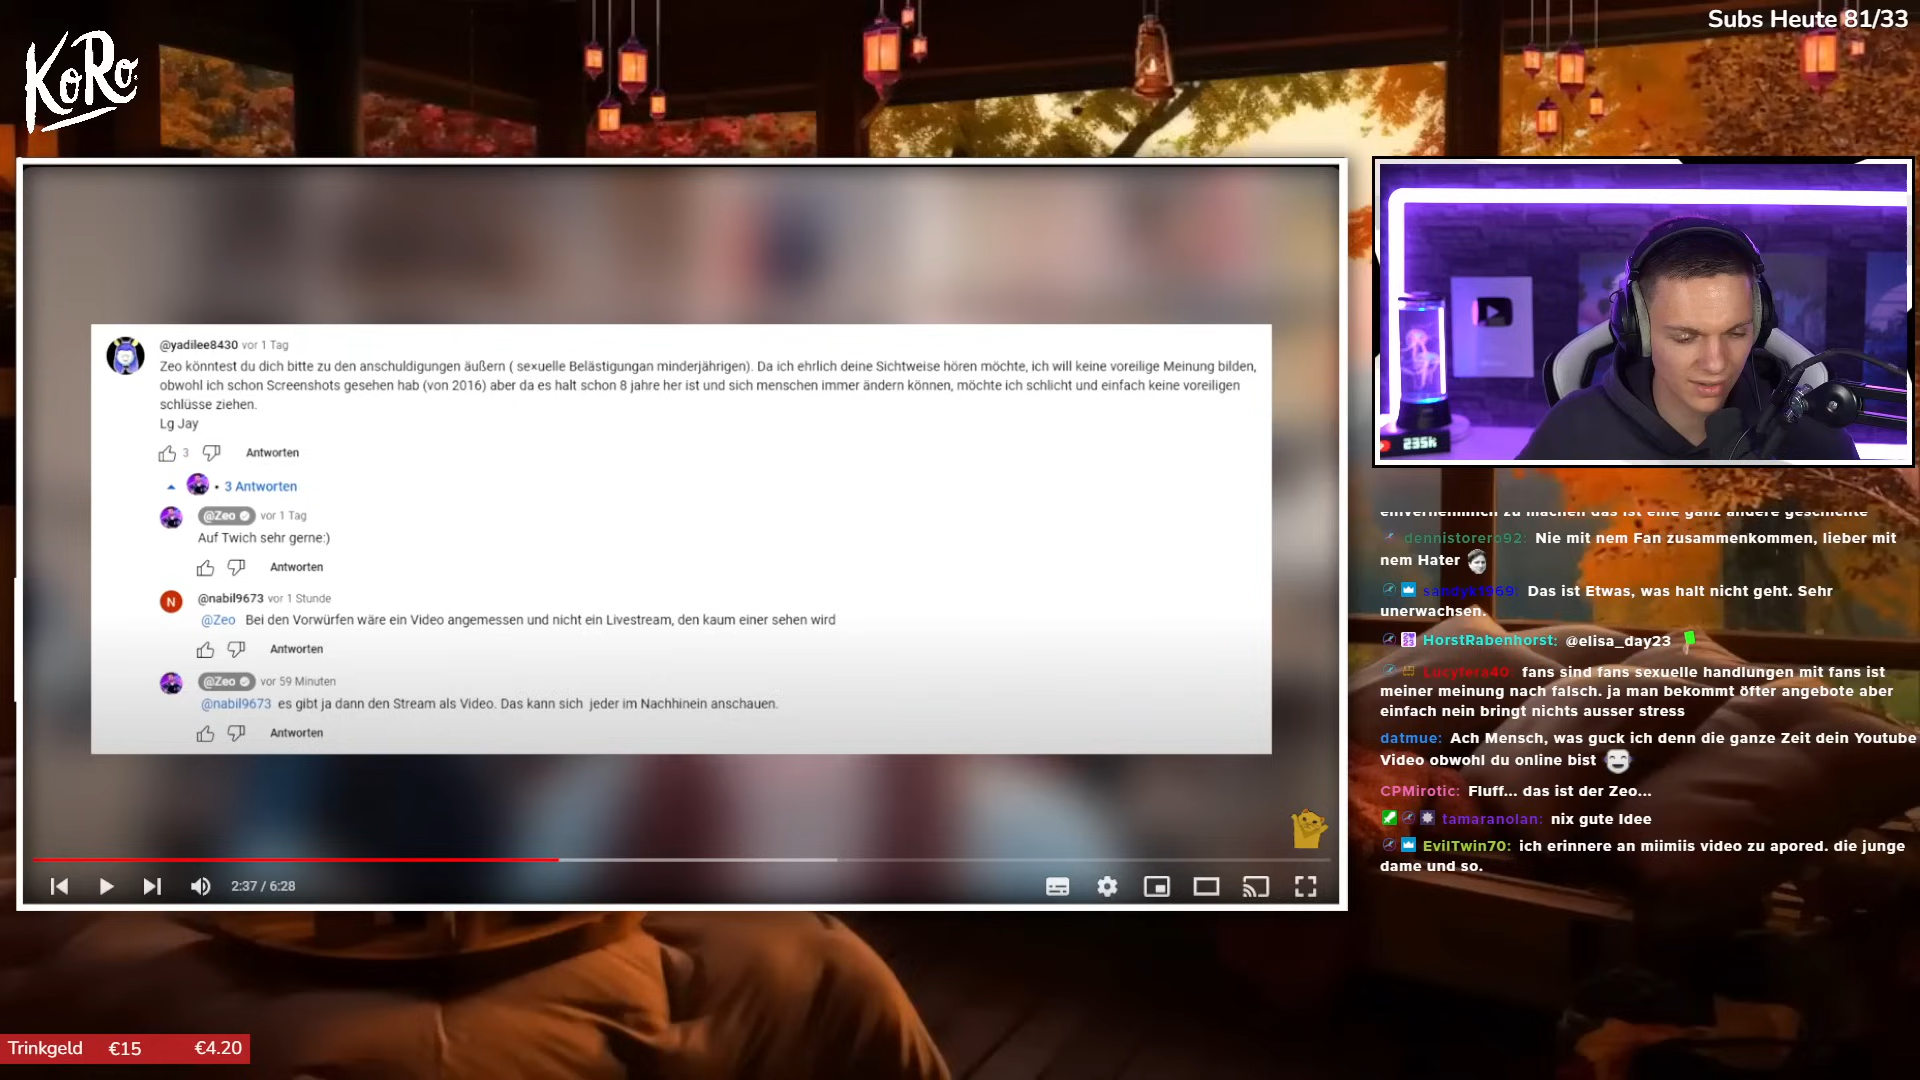 Subs Heute 81/33
KoRo
@yadilee8430 vor 1 Tag
Zeo könntest du dich bitte zu den anschuldigungen äußern ( se×uelle Belästigungan minderjährigen). Da ich ehrlich deine Sichtweise hören möchte, ich will keine voreilige Meinung bilden,
obwohl ich schon Screenshots gesehen hab (von 2016) aber da es halt schon 8 jahre her ist und sich menschen immer ändern können, möchte ich schlicht und einfach keine voreiligen
schlüsse ziehen.
Lg Jay
3 Antworten
• 3 Antworten
@Zeo vor 1 Tag
Auf Twich sehr gerne:)
Antworten
N @nabil9673 vor 1 Stunde
@Zeo Bei den Vorwürfen wäre ein Video angemessen und nicht ein Livestream, den kaum einer sehen wird
Antworten
@Zeo vor 59 Minuten
@nabil9673 es gibt ja dann den Stream als Video. Das kann sich jeder im Nachhinein anschauen.
Antworten
2:37 / 6:28
235k
einvernehmlich zu machen das ist eine ganz andere geschichte
dennistorero92: Nie mit nem Fan zusammenkommen, lieber mit
nem Hater
sandyk1969: Das ist Etwas, was halt nicht geht. Sehr
unerwachsen.
HorstRabenhorst: @elisa_day23
Lucyfera40: fans sind fans sexuelle handlungen mit fans ist
meiner meinung nach falsch. ja man bekommt öfter angebote aber
einfach nein bringt nichts ausser stress
datmue: Ach Mensch, was guck ich denn die ganze Zeit dein Youtube
Video obwohl du online bist
CPMirotic: Fluff... das ist der Zeo...
tamaranolan: nix gute Idee
EvilTwin70: ich erinnere an miimiis video zu apored. die junge
dame und so.
Trinkgeld €15 €4.20